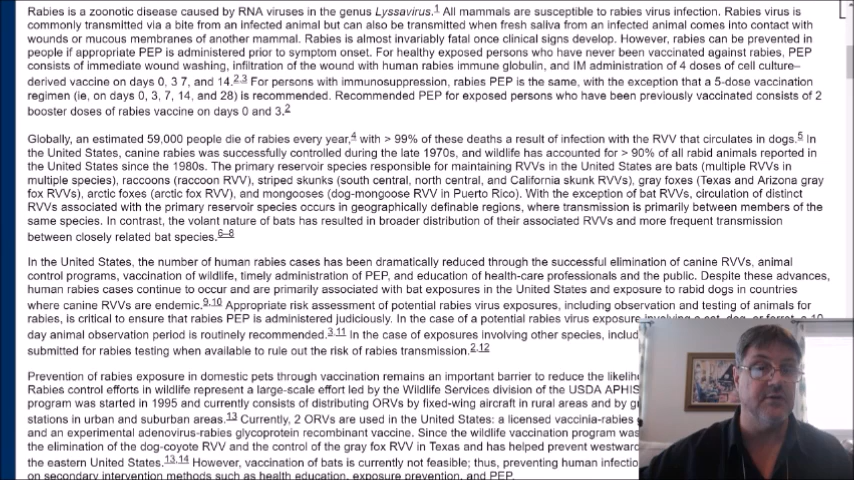 Rabies is a zoonotic disease caused by RNA viruses in the genus Lyssavirus.1 All mammals are susceptible to rabies virus infection. Rabies virus is
commonly transmitted via a bite from an infected animal but can also be transmitted when fresh saliva from an infected animal comes into contact with
wounds or mucous membranes of another mammal. Rabies is almost invariably fatal once clinical signs develop. However, rabies can be prevented in
people if appropriate PEP is administered prior to symptom onset. For healthy exposed persons who have never been vaccinated against rabies, PEP
consists of immediate wound washing, infiltration of the wound with human rabies immune globulin, and IM administration of 4 doses of cell culture–
derived vaccine on days 0, 3 7, and 14.2,3 For persons with immunosuppression, rabies PEP is the same, with the exception that a 5-dose vaccination
regimen (ie, on days 0, 3, 7, 14, and 28) is recommended. Recommended PEP for exposed persons who have been previously vaccinated consists of 2
booster doses of rabies vaccine on days 0 and 3.2
Globally, an estimated 59,000 people die of rabies every year,4 with > 99% of these deaths a result of infection with the RVV that circulates in dogs.5 In
the United States, canine rabies was successfully controlled during the late 1970s, and wildlife has accounted for > 90% of all rabid animals reported in
the United States since the 1980s. The primary reservoir species responsible for maintaining RVVs in the United States are bats (multiple RVVs in
multiple species), raccoons (raccoon RVV), striped skunks (south central, north central, and California skunk RVVs), gray foxes (Texas and Arizona gray
fox RVVs), arctic foxes (arctic fox RVV), and mongooses (dog-mongoose RVV in Puerto Rico). With the exception of bat RVVs, circulation of distinct
RVVs associated with the primary reservoir species occurs in geographically definable regions, where transmission is primarily between members of the
same species. In contrast, the volant nature of bats has resulted in broader distribution of their associated RVVs and more frequent transmission
between closely related bat species.6–8
In the United States, the number of human rabies cases has been dramatically reduced through the successful elimination of canine RVVs, animal
control programs, vaccination of wildlife, timely administration of PEP, and education of health-care professionals and the public. Despite these advances,
human rabies cases continue to occur and are primarily associated with bat exposures in the United States and exposure to rabid dogs in countries
where canine RVVs are endemic.9,10 Appropriate risk assessment of potential rabies virus exposures, including observation and testing of animals for
rabies, is critical to ensure that rabies PEP is administered judiciously. In the case of a potential rabies virus exposure involving a cat, dog, or ferret, a 10-
day animal observation period is routinely recommended.3,11 In the case of exposures involving other species,
submitted for rabies testing when available to rule out the risk of rabies transmission.2,12
Prevention of rabies exposure in domestic pets through vaccination remains an important barrier to reduce the
Rabies control efforts in wildlife represent a large-scale effort led by the Wildlife Services division of the USDA APHIS
program was started in 1995 and currently consists of distributing ORVs by fixed-wing aircraft in rural areas and by
stations in urban and suburban areas.13 Currently, 2 ORVs are used in the United States: a licensed vaccinia-rabies
and an experimental adenovirus-rabies glycoprotein recombinant vaccine. Since the wildlife vaccination program was
the elimination of the dog-coyote RVV and the control of the gray fox RVV in Texas and has helped prevent
the eastern United States.13,14 However, vaccination of bats is currently not feasible; thus, preventing human
on secondary intervention methods such as health education, exposure prevention, and PEP.